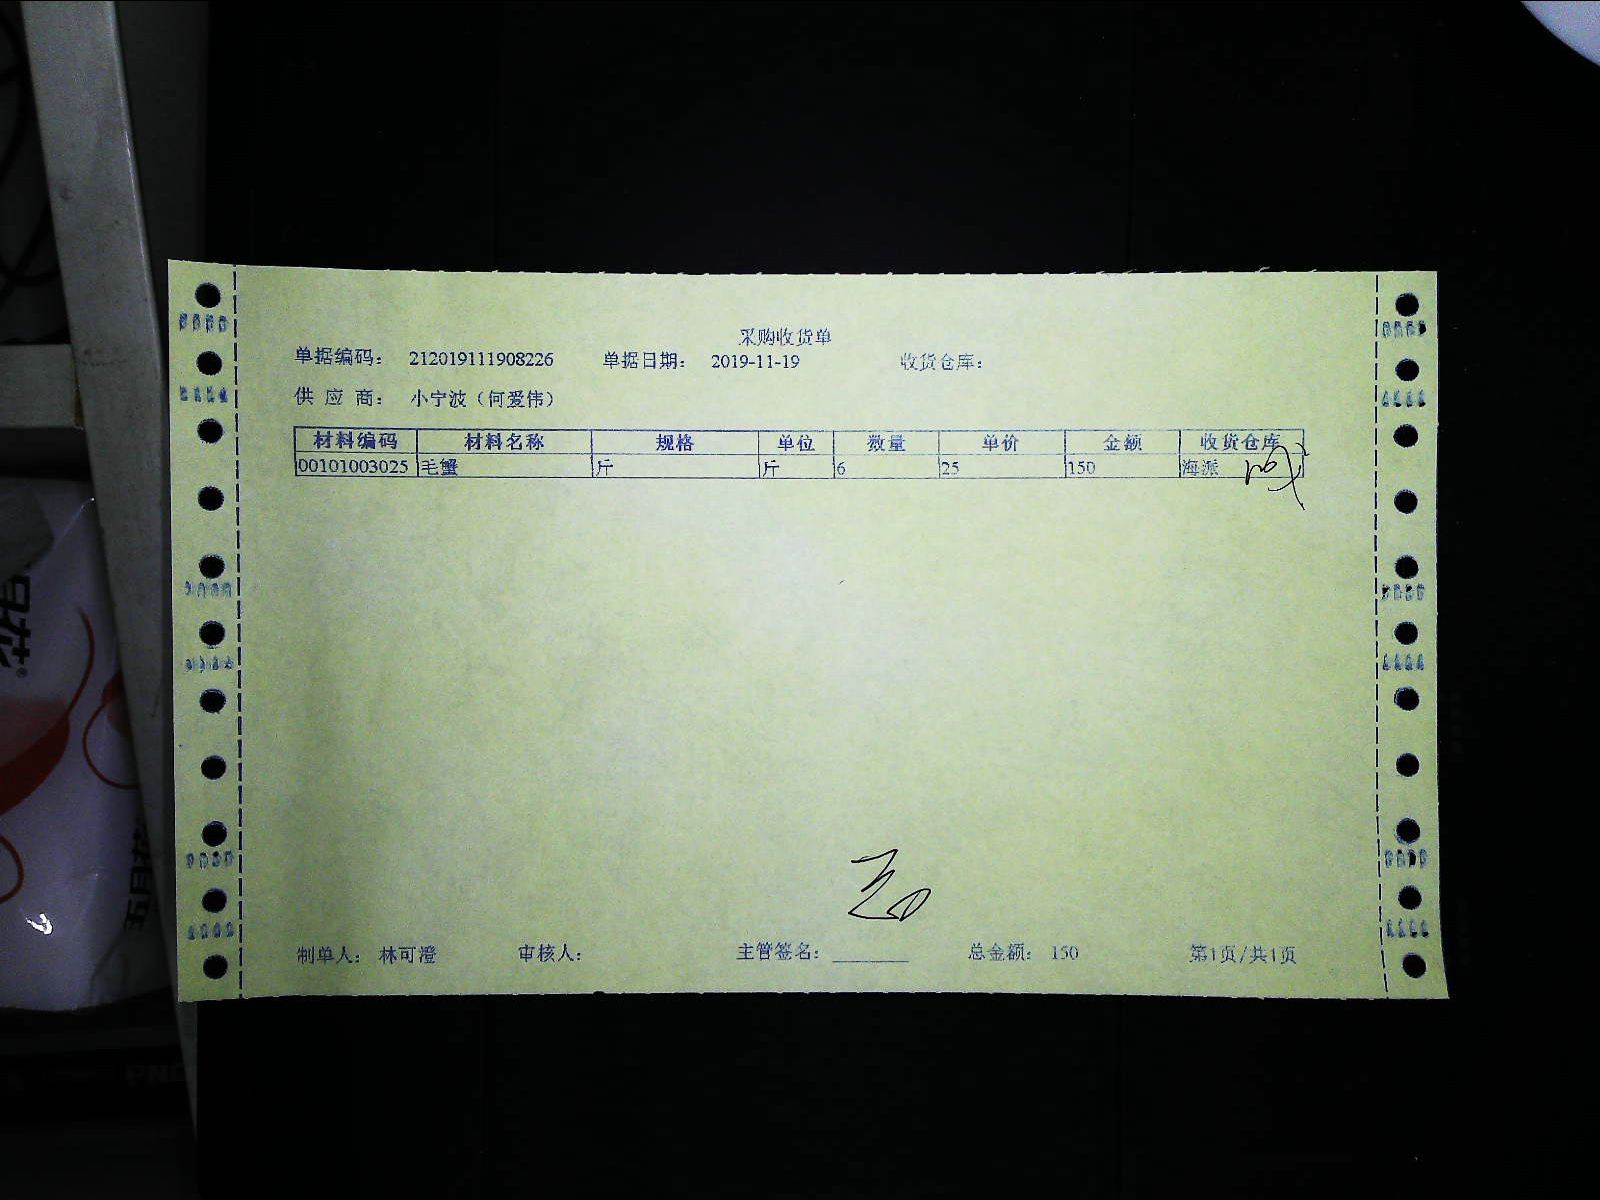 采购收货单
单据编码： 212019111908226 单据日期： 2019-11-19 收货仓库：
供 应 商： 小宁波（何爱伟）
材料编码 材料名称 规格 单位 数量 单价 金额 收货仓库
00101003025 毛蟹 斤 斤 6 25 150 海派
制单人： 林可澄 审核人： 主管签名： 总金额： 150 第1页/共1页